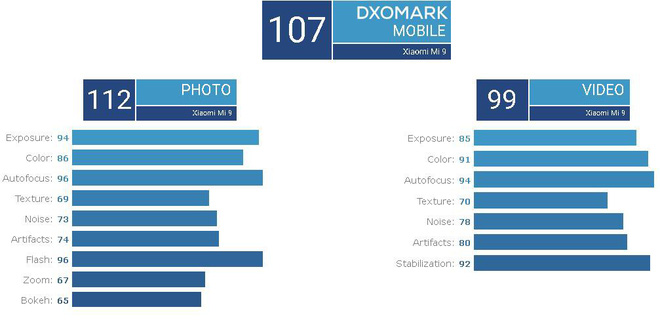 107 DXOMARK
MOBILE
Xiaomi Mi 9
112 PHOTO
Xiaomi Mi 9
Exposure: 94
Color: 86
Autofocus: 96
Texture: 69
Noise: 73
Artifacts: 74
Flash: 96
Zoom: 67
Bokeh: 65
99 VIDEO
Xiaomi Mi 9
Exposure: 85
Color: 91
Autofocus: 94
Texture: 70
Noise: 78
Artifacts: 80
Stabilization: 92